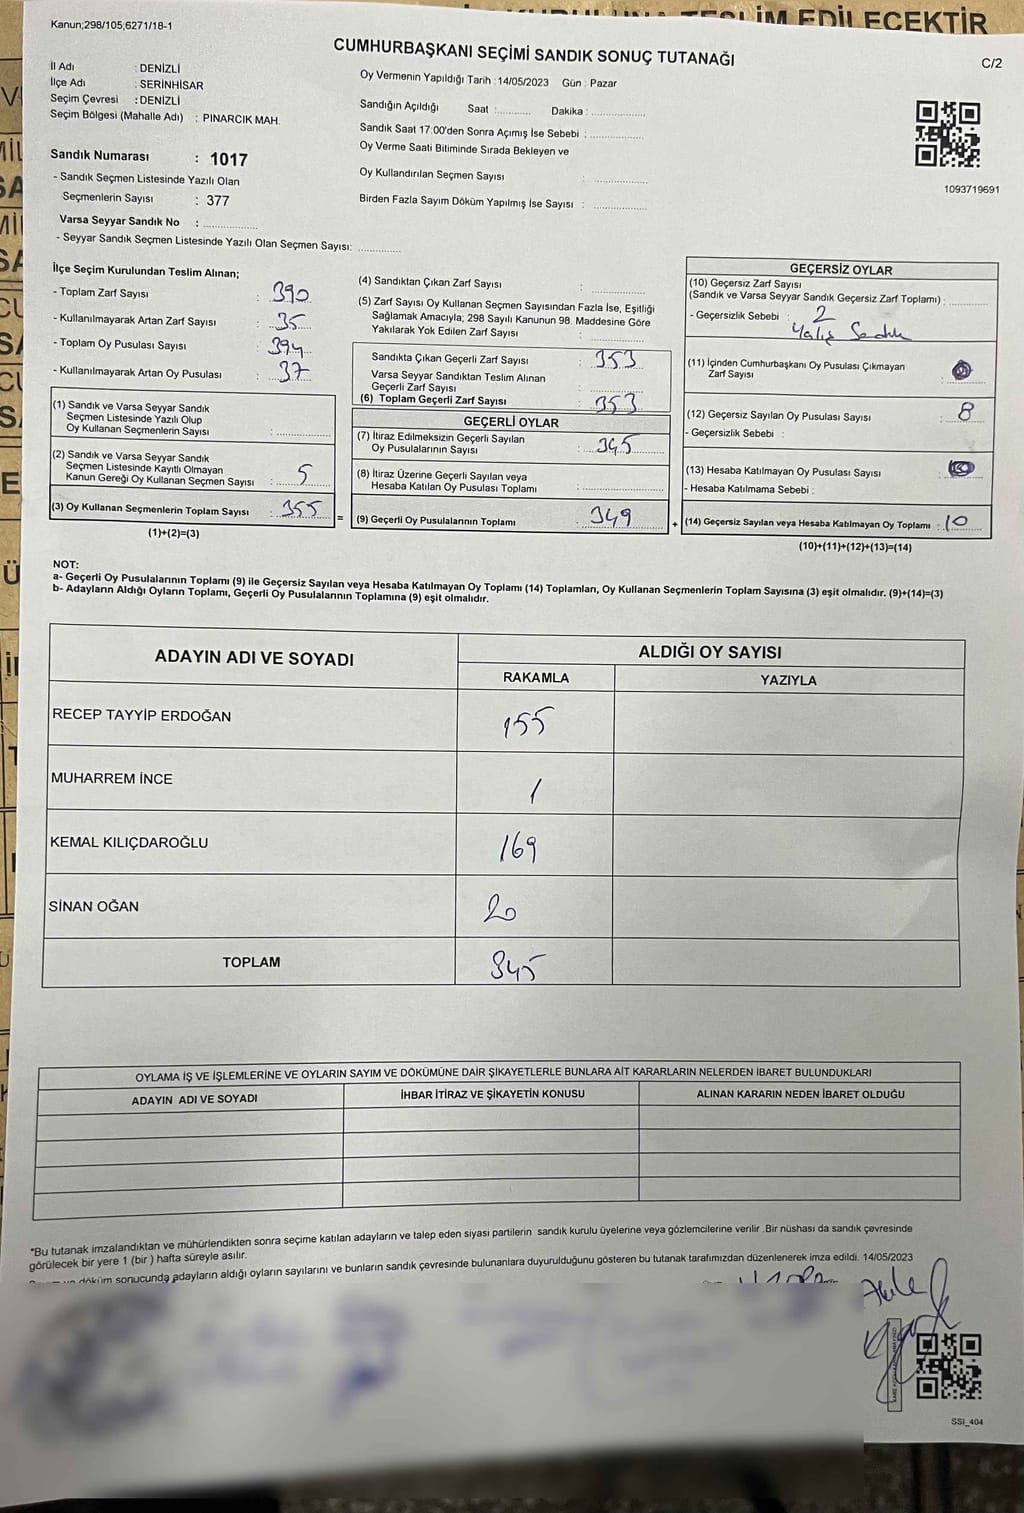 Kanun;298/105,6271/18-1
CUMHURBAŞKANI SEÇİMİ SANDIK SONUÇ TUTANAĞI
C/2
İl Adı : DENİZLİ
İlçe Adı : SERİNHİSAR
Seçim Çevresi : DENİZLİ
Seçim Bölgesi (Mahalle Adı) : PINARCIK MAH.
Sandık Numarası : 1017
- Sandık Seçmen Listesinde Yazılı Olan
Seçmenlerin Sayısı : 377
Varsa Seyyar Sandık No :
- Seyyar Sandık Seçmen Listesinde Yazılı Olan Seçmen Sayısı:
Oy Vermenin Yapıldığı Tarih : 14/05/2023 Gün : Pazar
Sandığın Açıldığı Saat : Dakika :
Sandık Saat 17:00'den Sonra Açımış İse Sebebi :
Oy Verme Saati Bitiminde Sırada Bekleyen ve
Oy Kullandırılan Seçmen Sayısı :
Birden Fazla Sayım Döküm Yapılmış İse Sayısı :
1093719691
İlçe Seçim Kurulundan Teslim Alınan;
- Toplam Zarf Sayısı : 390
- Kullanılmayarak Artan Zarf Sayısı : 35
- Toplam Oy Pusulası Sayısı : 394
- Kullanılmayarak Artan Oy Pusulası : 37
(1) Sandık ve Varsa Seyyar Sandık
Seçmen Listesinde Yazılı Olup
Oy Kullanan Seçmenlerin Sayısı :
(2) Sandık ve Varsa Seyyar Sandık
Seçmen Listesinde Kayıtlı Olmayan
Kanun Gereği Oy Kullanan Seçmen Sayısı : 5
(3) Oy Kullanan Seçmenlerin Toplam Sayısı : 355
(1)+(2)=(3)
(4) Sandıktan Çıkan Zarf Sayısı :
(5) Zarf Sayısı Oy Kullanan Seçmen Sayısından Fazla İse, Eşitliği
Sağlamak Amacıyla; 298 Sayılı Kanunun 98. Maddesine Göre
Yakılarak Yok Edilen Zarf Sayısı :
Sandıkta Çıkan Geçerli Zarf Sayısı : 353
Varsa Seyyar Sandıktan Teslim Alınan
Geçerli Zarf Sayısı :
(6) Toplam Geçerli Zarf Sayısı : 353
GEÇERLİ OYLAR
(7) İtiraz Edilmeksizin Geçerli Sayılan
Oy Pusulalarının Sayısı : 345
(8) İtiraz Üzerine Geçerli Sayılan veya
Hesaba Katılan Oy Pusulası Toplamı :
= (9) Geçerli Oy Pusulalarının Toplamı : 349
GEÇERSİZ OYLAR
(10) Geçersiz Zarf Sayısı
(Sandık ve Varsa Seyyar Sandık Geçersiz Zarf Toplamı) :
- Geçersizlik Sebebi : 2
Yalış Sandık
(11) İçinden Cumhurbaşkanı Oy Pusulası Çıkmayan
Zarf Sayısı :
(12) Geçersiz Sayılan Oy Pusulası Sayısı : 8
- Geçersizlik Sebebi :
(13) Hesaba Katılmayan Oy Pusulası Sayısı :
- Hesaba Katılmama Sebebi :
+ (14) Geçersiz Sayılan veya Hesaba Katılmayan Oy Toplamı : 10
(10)+(11)+(12)+(13)=(14)
NOT:
a- Geçerli Oy Pusulalarının Toplamı (9) ile Geçersiz Sayılan veya Hesaba Katılmayan Oy Toplamı (14) Toplamları, Oy Kullanan Seçmenlerin Toplam Sayısına (3) eşit olmalıdır. (9)+(14)=(3)
b- Adayların Aldığı Oyların Toplamı, Geçerli Oy Pusulalarının Toplamına (9) eşit olmalıdır.
ADAYIN ADI VE SOYADI ALDIĞI OY SAYISI
RAKAMLA YAZIYLA
RECEP TAYYİP ERDOĞAN 155
MUHARREM İNCE 1
KEMAL KILIÇDAROĞLU 169
SİNAN OĞAN 20
TOPLAM 345
OYLAMA İŞ VE İŞLEMLERİNE VE OYLARIN SAYIM VE DÖKÜMÜNE DAİR ŞİKAYETLERLE BUNLARA AİT KARARLARIN NELERDEN İBARET BULUNDUKLARI
ADAYIN ADI VE SOYADI İHBAR İTİRAZ VE ŞİKAYETİN KONUSU ALINAN KARARIN NEDEN İBARET OLDUĞU
*Bu tutanak imzalandıktan ve mühürlendikten sonra seçime katılan adayların ve talep eden siyası partilerin sandık kurulu üyelerine veya gözlemcilerine verilir .Bir nüshası da sandık çevresinde
görülecek bir yere 1 (bir ) hafta süreyle asılır.
döküm sonucunda adayların aldığı oyların sayılarını ve bunların sandık çevresinde bulunanlara duyurulduğunu gösteren bu tutanak tarafımızdan düzenlenerek imza edildi. 14/05/2023
SSI_404